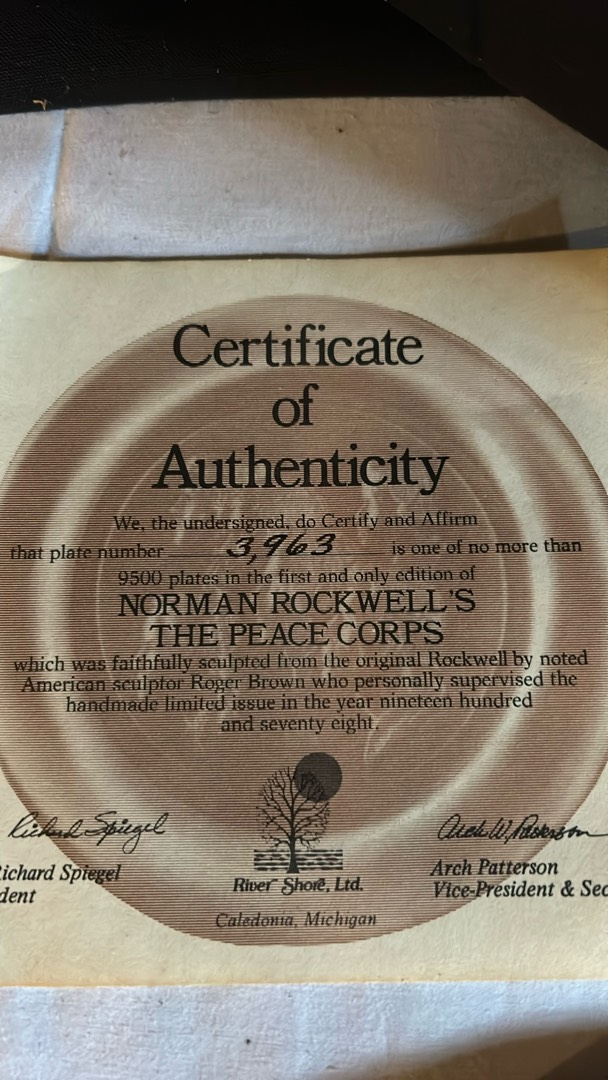 Certificate
of
Authenticity
We, the undersigned, do Certify and Affirm
that plate number 3,963 is one of no more than
9500 plates in the first and only edition of
NORMAN ROCKWELL'S
THE PEACE CORPS
which was faithfully sculpted from the original Rockwell by noted
American sculptor Roger Brown who personally supervised the
handmade limited issue in the year nineteen hundred
and seventy eight.
Richard Spiegel
Arch W. Patterson
ichard Spiegel
dent
Arch Patterson
Vice-President & Sec
River Shore, Ltd.
Caledonia, Michigan